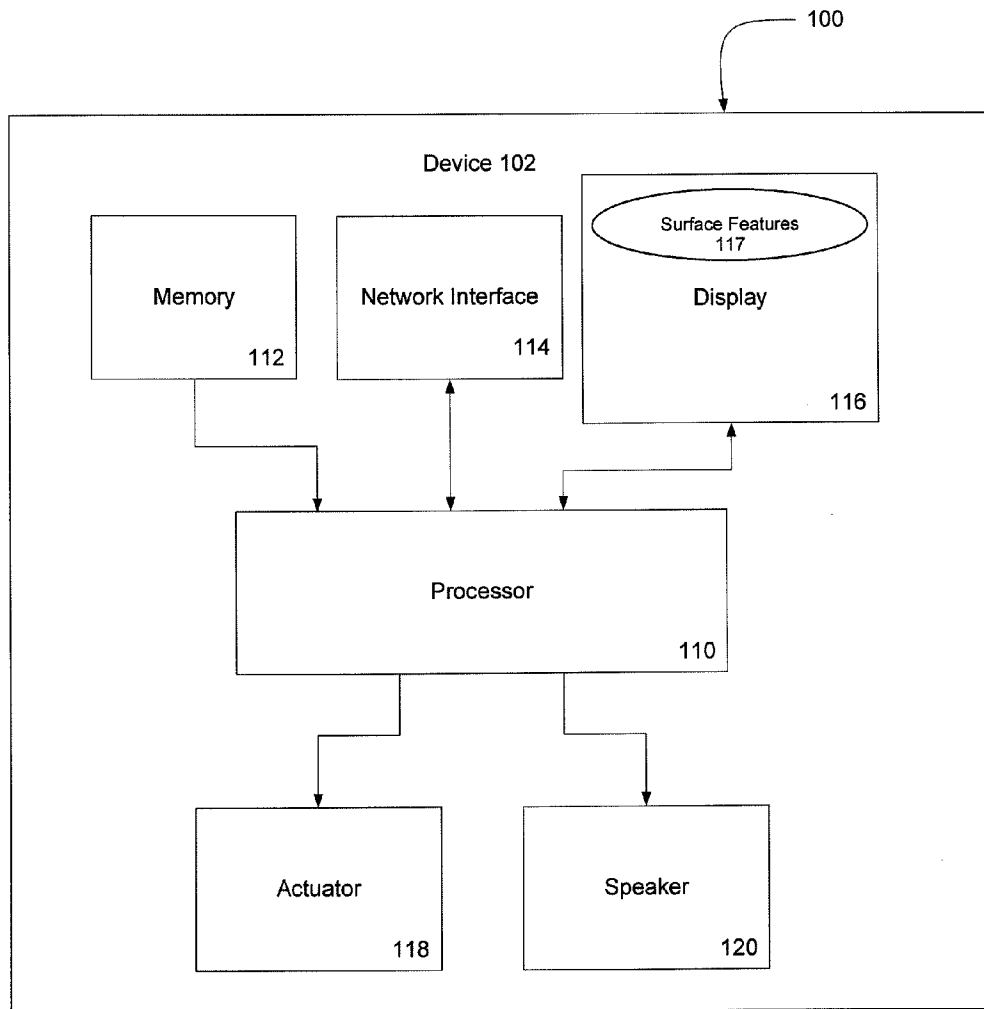 100
Device 102
Surface Features
117
Memory
Network Interface
Display
112
114
116
Processor
110
Actuator
Speaker
118
120